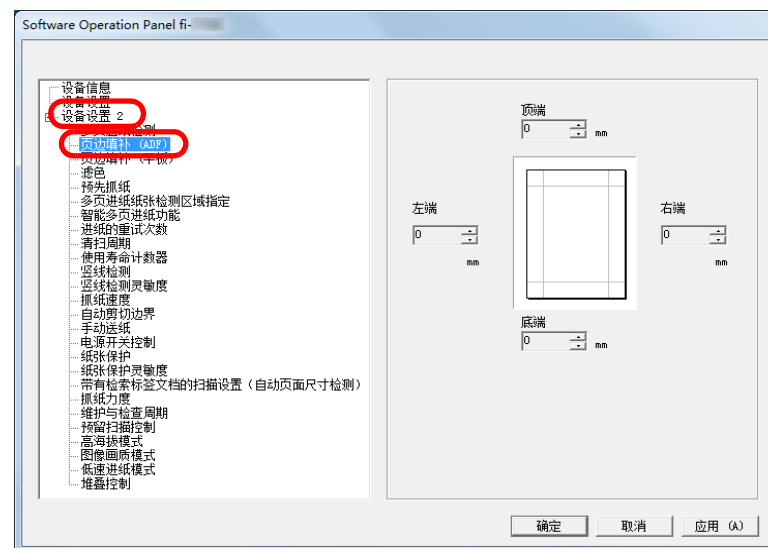 Software Operation Panel fi-
设备信息
设备设置
设备设置 2
多页进纸检测
页边填补 (ADF)
页边填补 (平板)
滤色
预先抓纸
多页进纸纸张检测区域指定
智能多页进纸功能
进纸的重试次数
清扫周期
使用寿命计数器
竖线检测
竖线检测灵敏度
抓纸速度
自动剪切边界
手动送纸
电源开关控制
纸张保护
纸张保护灵敏度
带有检索标签文档的扫描设置(自动页面尺寸检测)
抓纸力度
维护与检查周期
预留扫描控制
高海拔模式
图像画质模式
低速进纸模式
堆叠控制
顶端
0 mm
左端
0
mm
右端
0
mm
底端
0 mm
确定 取消 应用 (A)